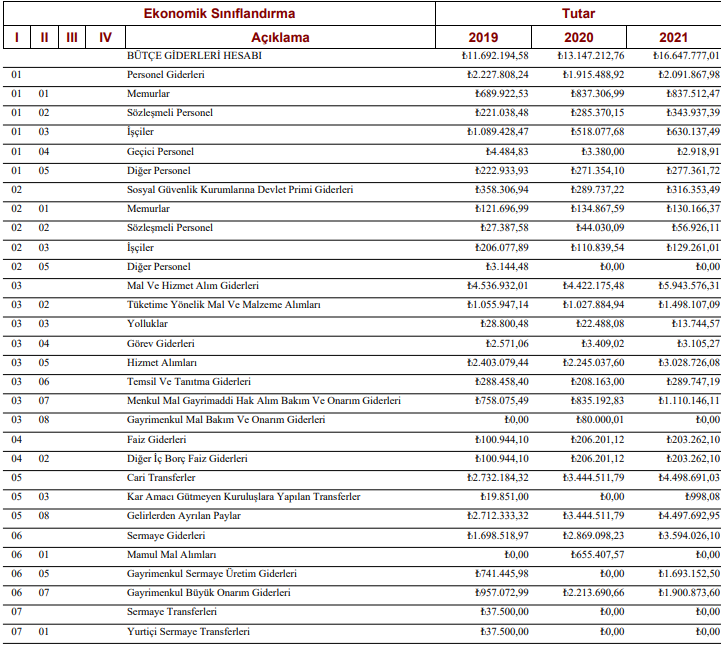 Ekonomik Sınıflandırma Tutar
I II III IV Açıklama 2019 2020 2021
BÜTÇE GİDERLERİ HESABI ₺11.692.194,58 ₺13.147.212,76 ₺16.647.777,01
01 Personel Giderleri ₺2.227.808,24 ₺1.915.488,92 ₺2.091.867,98
01 01 Memurlar ₺689.922,53 ₺837.306,99 ₺837.512,47
01 02 Sözleşmeli Personel ₺221.038,48 ₺285.370,15 ₺343.937,39
01 03 İşçiler ₺1.089.428,47 ₺518.077,68 ₺630.137,49
01 04 Geçici Personel ₺4.484,83 ₺3.380,00 ₺2.918,91
01 05 Diğer Personel ₺222.933,93 ₺271.354,10 ₺277.361,72
02 Sosyal Güvenlik Kurumlarına Devlet Primi Giderleri ₺358.306,94 ₺289.737,22 ₺316.353,49
02 01 Memurlar ₺121.696,99 ₺134.867,59 ₺130.166,37
02 02 Sözleşmeli Personel ₺27.387,58 ₺44.030,09 ₺56.926,11
02 03 İşçiler ₺206.077,89 ₺110.839,54 ₺129.261,01
02 05 Diğer Personel ₺3.144,48 ₺0,00 ₺0,00
03 Mal Ve Hizmet Alım Giderleri ₺4.536.932,01 ₺4.422.175,48 ₺5.943.576,31
03 02 Tüketime Yönelik Mal Ve Malzeme Alımları ₺1.055.947,14 ₺1.027.884,94 ₺1.498.107,09
03 03 Yolluklar ₺28.800,48 ₺22.488,08 ₺13.744,57
03 04 Görev Giderleri ₺2.571,06 ₺3.409,02 ₺3.105,27
03 05 Hizmet Alımları ₺2.403.079,44 ₺2.245.037,60 ₺3.028.726,08
03 06 Temsil Ve Tanıtma Giderleri ₺288.458,40 ₺208.163,00 ₺289.747,19
03 07 Menkul Mal Gayrimaddi Hak Alım Bakım Ve Onarım Giderleri ₺758.075,49 ₺835.192,83 ₺1.110.146,11
03 08 Gayrimenkul Mal Bakım Ve Onarım Giderleri ₺0,00 ₺80.000,01 ₺0,00
04 Faiz Giderleri ₺100.944,10 ₺206.201,12 ₺203.262,10
04 02 Diğer İç Borç Faiz Giderleri ₺100.944,10 ₺206.201,12 ₺203.262,10
05 Cari Transferler ₺2.732.184,32 ₺3.444.511,79 ₺4.498.691,03
05 03 Kar Amacı Gütmeyen Kuruluşlara Yapılan Transferler ₺19.851,00 ₺0,00 ₺998,08
05 08 Gelirlerden Ayrılan Paylar ₺2.712.333,32 ₺3.444.511,79 ₺4.497.692,95
06 Sermaye Giderleri ₺1.698.518,97 ₺2.869.098,23 ₺3.594.026,10
06 01 Mamul Mal Alımları ₺0,00 ₺655.407,57 ₺0,00
06 05 Gayrimenkul Sermaye Üretim Giderleri ₺741.445,98 ₺0,00 ₺1.693.152,50
06 07 Gayrimenkul Büyük Onarım Giderleri ₺957.072,99 ₺2.213.690,66 ₺1.900.873,60
07 Sermaye Transferleri ₺37.500,00 ₺0,00 ₺0,00
07 01 Yurtiçi Sermaye Transferleri ₺37.500,00 ₺0,00 ₺0,00